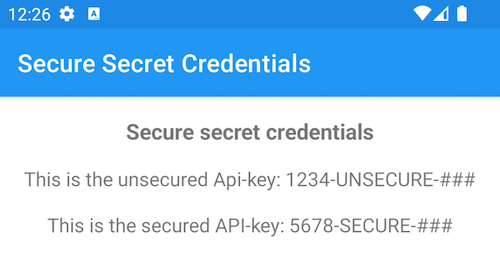 12:26 A
Secure Secret Credentials
Secure secret credentials
This is the unsecured Api-key: 1234-UNSECURE-###
This is the secured API-key: 5678-SECURE-###